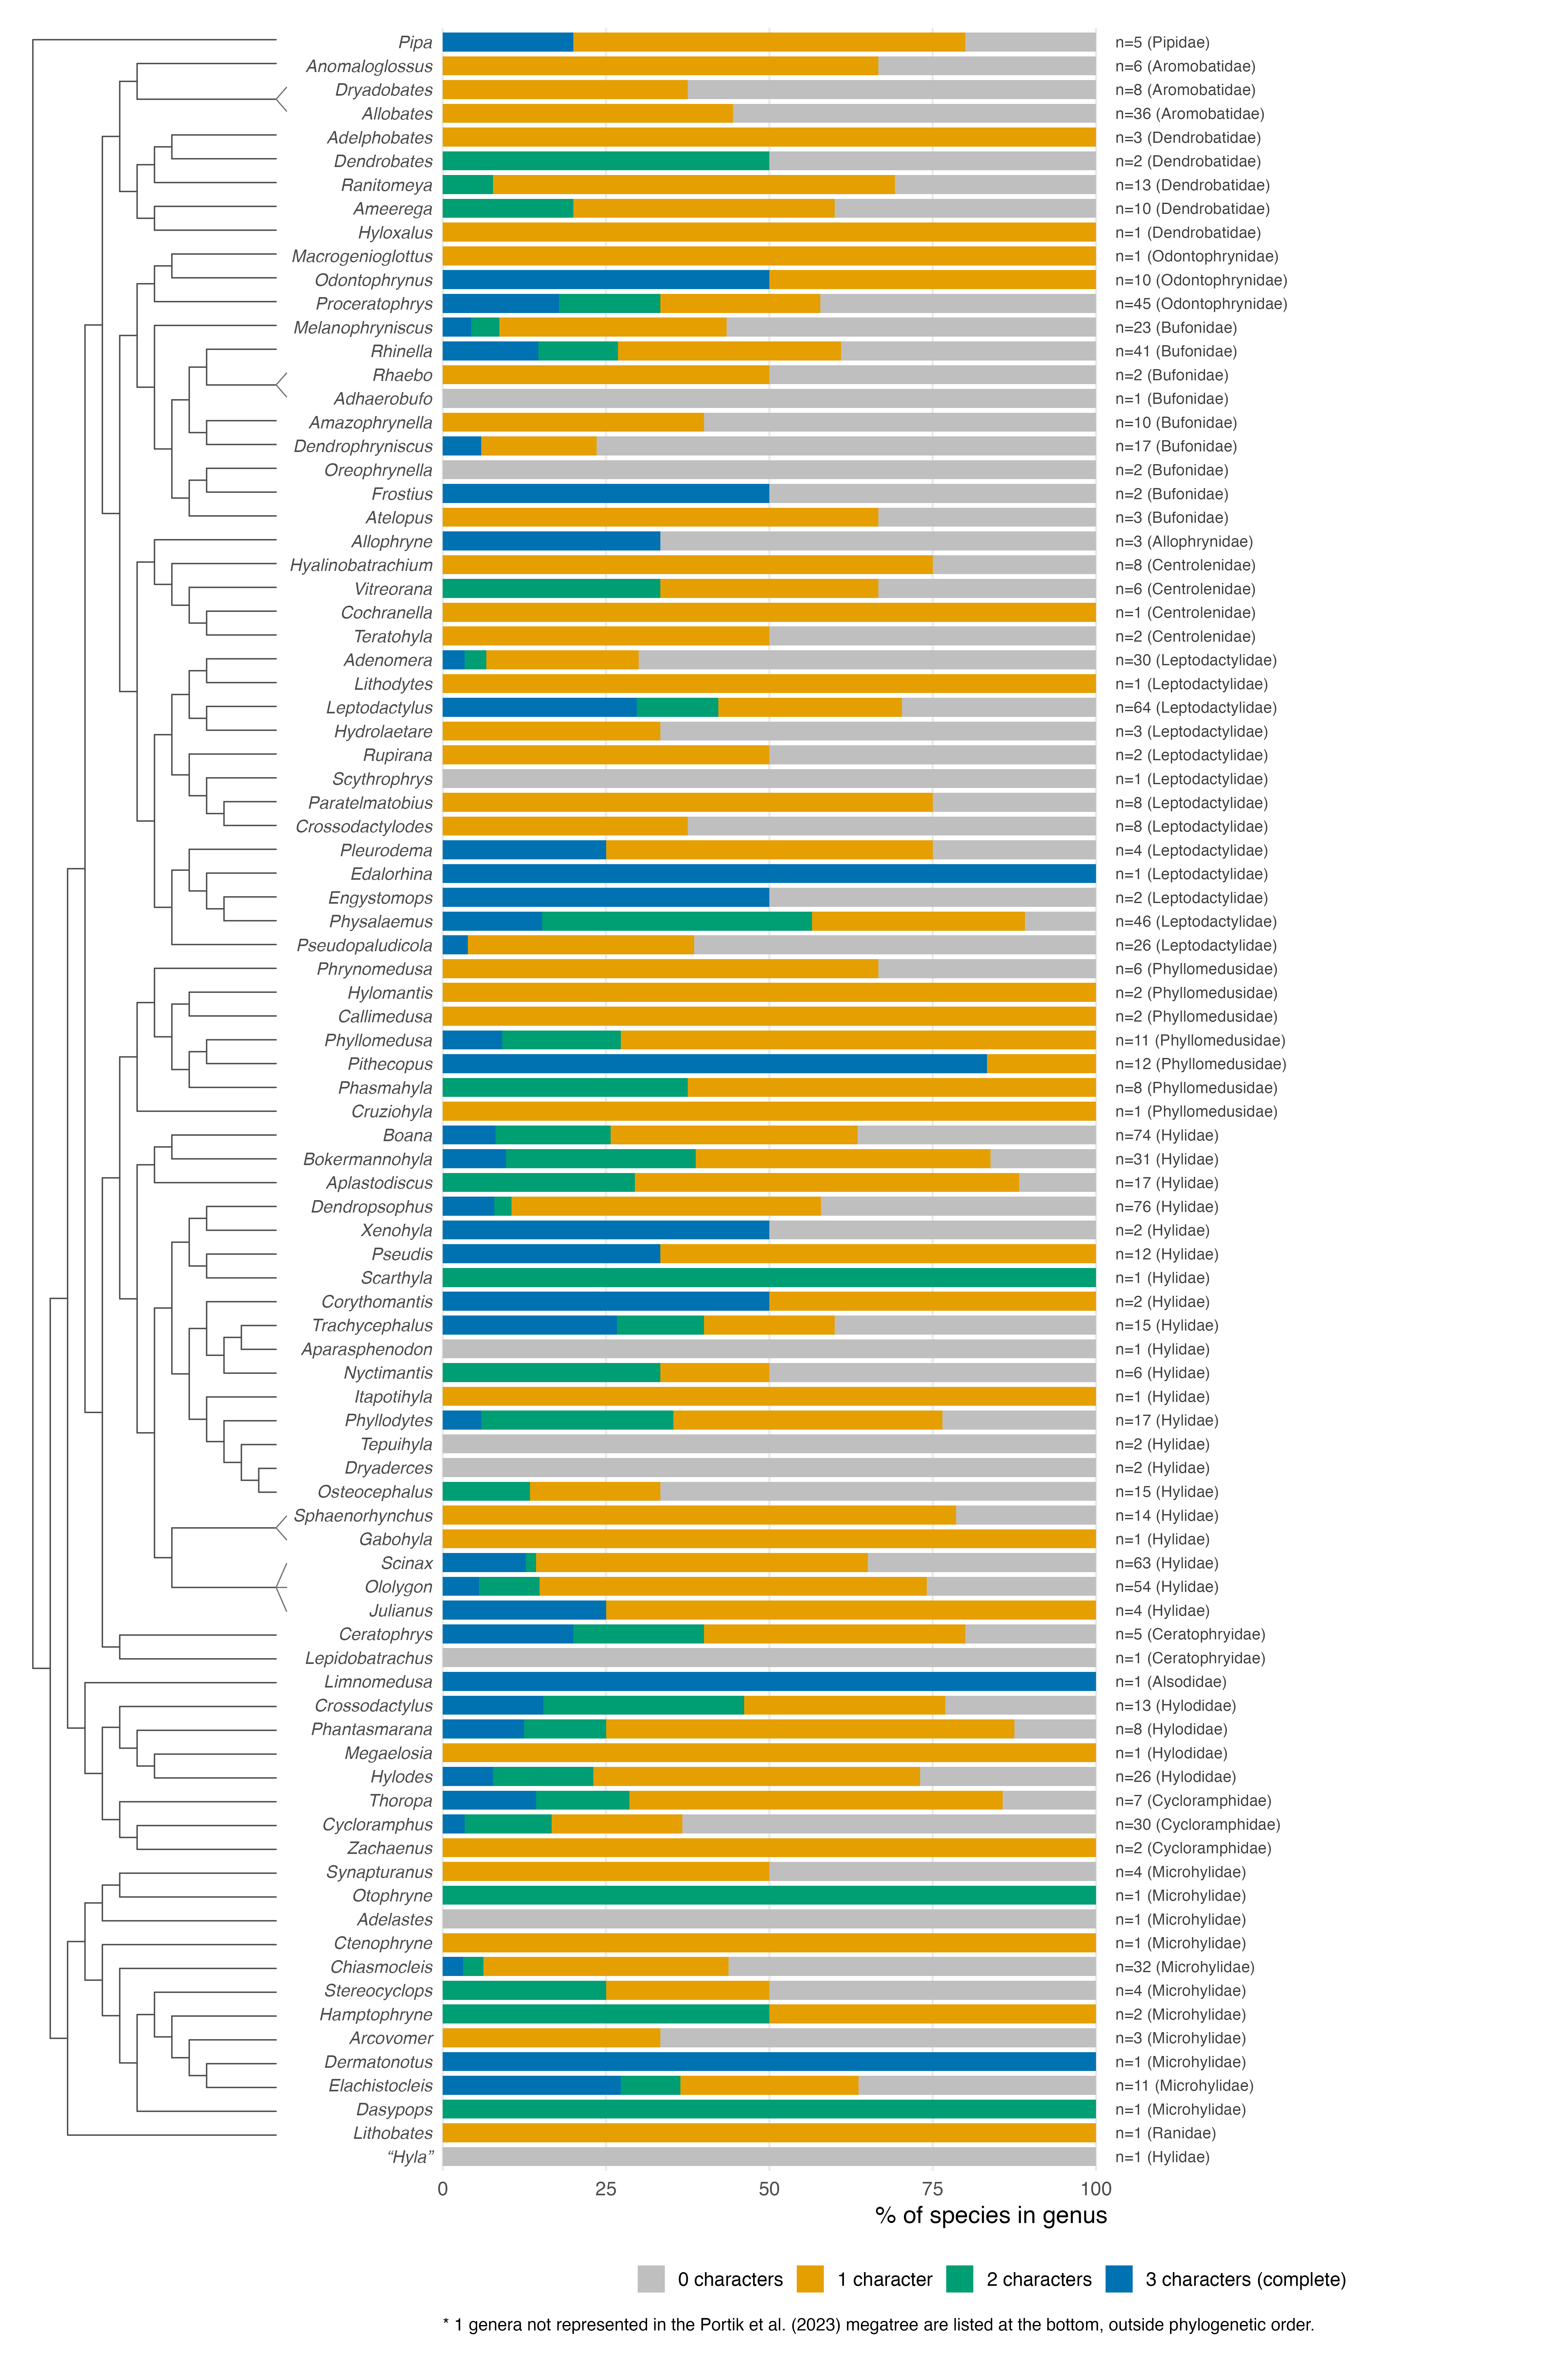 Pipa n=5 (Pipidae)
Anomaloglossus n=6 (Aromobatidae)
Dryadobates n=8 (Aromobatidae)
Allobates n=36 (Aromobatidae)
Adelphobates n=3 (Dendrobatidae)
Dendrobates n=2 (Dendrobatidae)
Ranitomeya n=13 (Dendrobatidae)
Ameerega n=10 (Dendrobatidae)
Hyloxalus n=1 (Dendrobatidae)
Macrogenioglottus n=1 (Odontophrynidae)
Odontophrynus n=10 (Odontophrynidae)
Proceratophrys n=45 (Odontophrynidae)
Melanophryniscus n=23 (Bufonidae)
Rhinella n=41 (Bufonidae)
Rhaebo n=2 (Bufonidae)
Adhaerobufo n=1 (Bufonidae)
Amazophrynella n=10 (Bufonidae)
Dendrophryniscus n=17 (Bufonidae)
Oreophrynella n=2 (Bufonidae)
Frostius n=2 (Bufonidae)
Atelopus n=3 (Bufonidae)
Allophryne n=3 (Allophrynidae)
Hyalinobatrachium n=8 (Centrolenidae)
Vitreorana n=6 (Centrolenidae)
Cochranella n=1 (Centrolenidae)
Teratohyla n=2 (Centrolenidae)
Adenomera n=30 (Leptodactylidae)
Lithodytes n=1 (Leptodactylidae)
Leptodactylus n=64 (Leptodactylidae)
Hydrolaetare n=3 (Leptodactylidae)
Rupirana n=2 (Leptodactylidae)
Scythrophrys n=1 (Leptodactylidae)
Paratelmatobius n=8 (Leptodactylidae)
Crossodactylodes n=8 (Leptodactylidae)
Pleurodema n=4 (Leptodactylidae)
Edalorhina n=1 (Leptodactylidae)
Engystomops n=2 (Leptodactylidae)
Physalaemus n=46 (Leptodactylidae)
Pseudopaludicola n=26 (Leptodactylidae)
Phrynomedusa n=6 (Phyllomedusidae)
Hylomantis n=2 (Phyllomedusidae)
Callimedusa n=2 (Phyllomedusidae)
Phyllomedusa n=11 (Phyllomedusidae)
Pithecopus n=12 (Phyllomedusidae)
Phasmahyla n=8 (Phyllomedusidae)
Cruziohyla n=1 (Phyllomedusidae)
Boana n=74 (Hylidae)
Bokermannohyla n=31 (Hylidae)
Aplastodiscus n=17 (Hylidae)
Dendropsophus n=76 (Hylidae)
Xenohyla n=2 (Hylidae)
Pseudis n=12 (Hylidae)
Scarthyla n=1 (Hylidae)
Corythomantis n=2 (Hylidae)
Trachycephalus n=15 (Hylidae)
Aparasphenodon n=1 (Hylidae)
Nyctimantis n=6 (Hylidae)
Itapotihyla n=1 (Hylidae)
Phyllodytes n=17 (Hylidae)
Tepuihyla n=2 (Hylidae)
Dryaderces n=2 (Hylidae)
Osteocephalus n=15 (Hylidae)
Sphaenorhynchus n=14 (Hylidae)
Gabohyla n=1 (Hylidae)
Scinax n=63 (Hylidae)
Ololygon n=54 (Hylidae)
Julianus n=4 (Hylidae)
Ceratophrys n=5 (Ceratophryidae)
Lepidobatrachus n=1 (Ceratophryidae)
Limnomedusa n=1 (Alsodidae)
Crossodactylus n=13 (Hylodidae)
Phantasmarana n=8 (Hylodidae)
Megaelosia n=1 (Hylodidae)
Hylodes n=26 (Hylodidae)
Thoropa n=7 (Cycloramphidae)
Cycloramphus n=30 (Cycloramphidae)
Zachaenus n=2 (Cycloramphidae)
Synapturanus n=4 (Microhylidae)
Otophryne n=1 (Microhylidae)
Adelastes n=1 (Microhylidae)
Ctenophryne n=1 (Microhylidae)
Chiasmocleis n=32 (Microhylidae)
Stereocyclops n=4 (Microhylidae)
Hamptophryne n=2 (Microhylidae)
Arcovomer n=3 (Microhylidae)
Dermatonotus n=1 (Microhylidae)
Elachistocleis n=11 (Microhylidae)
Dasypops n=1 (Microhylidae)
Lithobates n=1 (Ranidae)
“Hyla” n=1 (Hylidae)
0 25 50 75 100
% of species in genus
0 characters 1 character 2 characters 3 characters (complete)
* 1 genera not represented in the Portik et al. (2023) megatree are listed at the bottom, outside phylogenetic order.